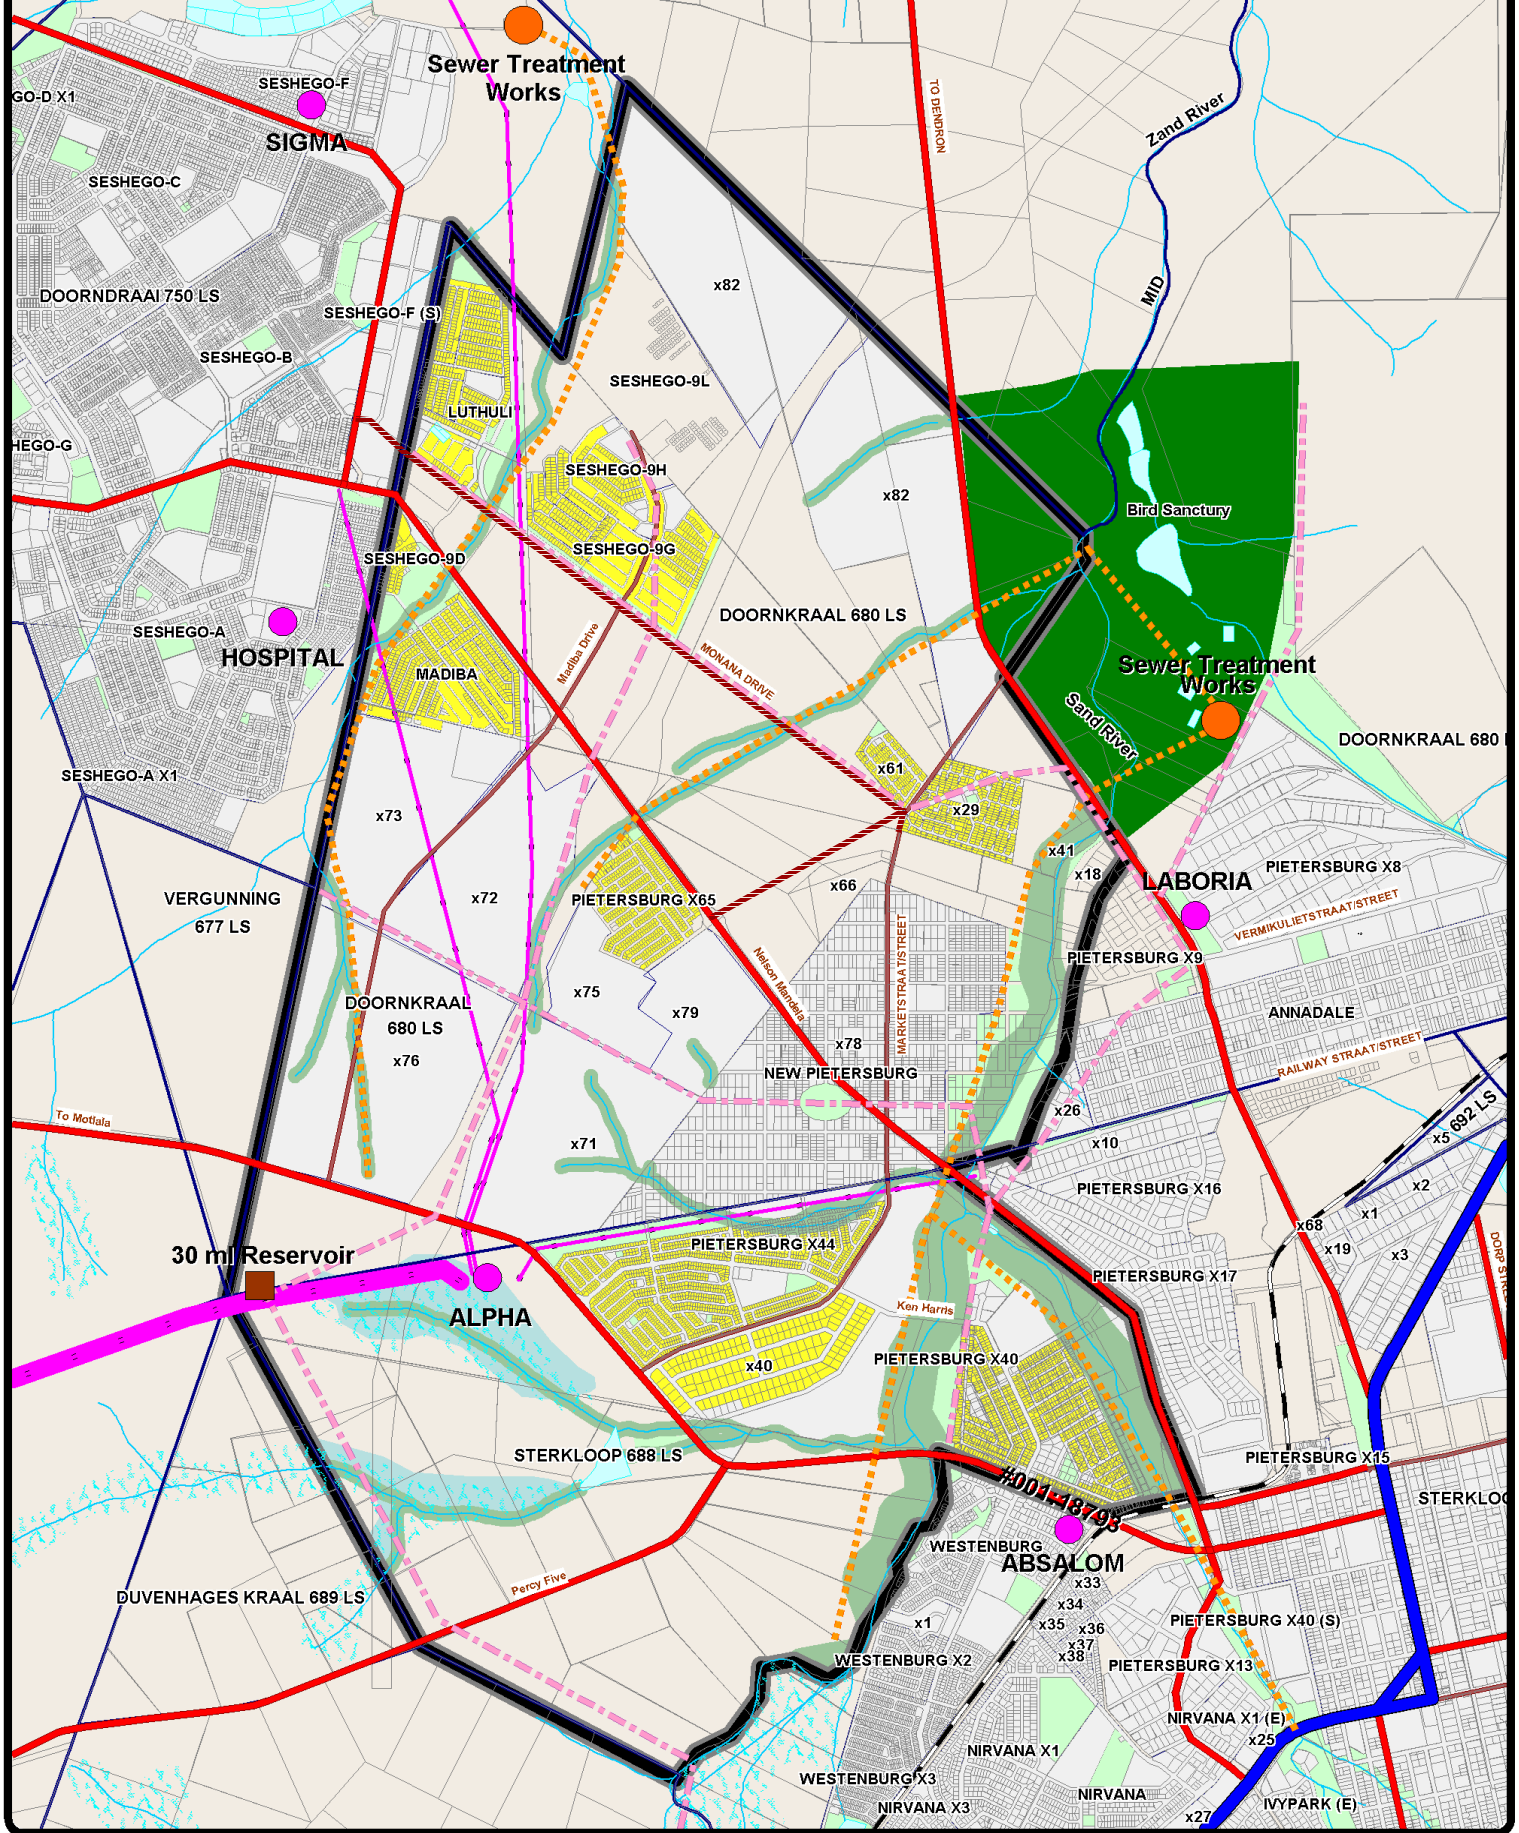 Sewer Treatment
Works
SESHEGO-F
GO-D X1
SIGMA
TO DENDRON
Zand River
SESHEGO-C
DOORNDRAAI 750 LS
SESHEGO-F (S)
x82
MID
SESHEGO-B
SESHEGO-9L
LUTHULI
HEGO-G
SESHEGO-9H
x82
Bird Sanctury
SESHEGO-9D
SESHEGO-9G
DOORNKRAAL 680 LS
SESHEGO-A
HOSPITAL
Madiba Drive
MONANA DRIVE
MADIBA
Sewer Treatment
Works
Sand River
DOORNKRAAL 680 L
SESHEGO-A X1
x61
x73
x29
x41
x18
LABORIA
PIETERSBURG X8
x66
VERGUNNING
677 LS
x72
PIETERSBURG X65
VERMIKULIETSTRAAT/STREET
MARKETSTRAAT/STREET
Nelson Mandela
PIETERSBURG X9
x75
DOORNKRAAL
680 LS
x79
ANNADALE
x78
x76
NEW PIETERSBURG
RAILWAY STRAAT/STREET
To Motlala
x26
x71
x10
x5
692 LS
PIETERSBURG X16
x2
x1
x68
x19
x3
DORP STREE
30 ml Reservoir
PIETERSBURG X44
PIETERSBURG X17
ALPHA
Ken Harris
x40
PIETERSBURG X40
STERKLOOP 688 LS
PIETERSBURG X15
#001-18793
STERKLOO
WESTENBURG
ABSALOM
Percy Five
DUVENHAGES KRAAL 689 LS
x33
x34
x1
x35
x36
x37
x38
PIETERSBURG X40 (S)
WESTENBURG X2
PIETERSBURG X13
NIRVANA X1 (E)
x25
NIRVANA X1
WESTENBURG X3
NIRVANA
NIRVANA X3
IVYPARK (E)
x27